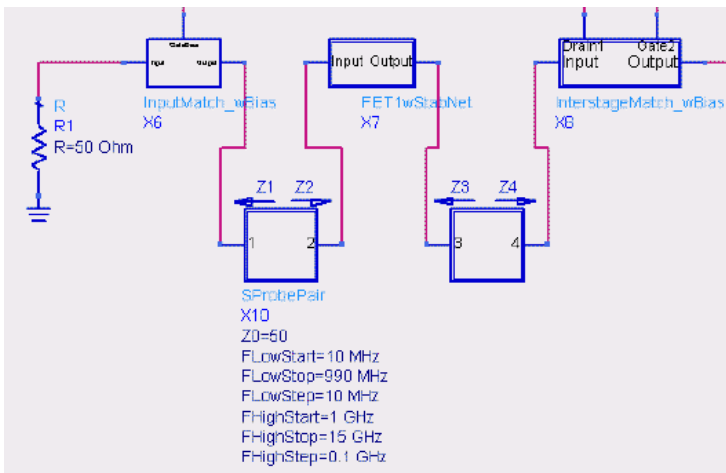 GateBias
Input Output
InputMatch_wBias
X6
Input Output
FET1wStabNet
X7
Drain1 Gate2
Input Output
InterstageMatch_wBias
X8
R
R1
R=50 Ohm
Z1 Z2
1 2
Z3 Z4
3 4
SProbePair
X10
Z0=50
FLowStart=10 MHz
FLowStop=990 MHz
FLowStep=10 MHz
FHighStart=1 GHz
FHighStop=15 GHz
FHighStep=0.1 GHz